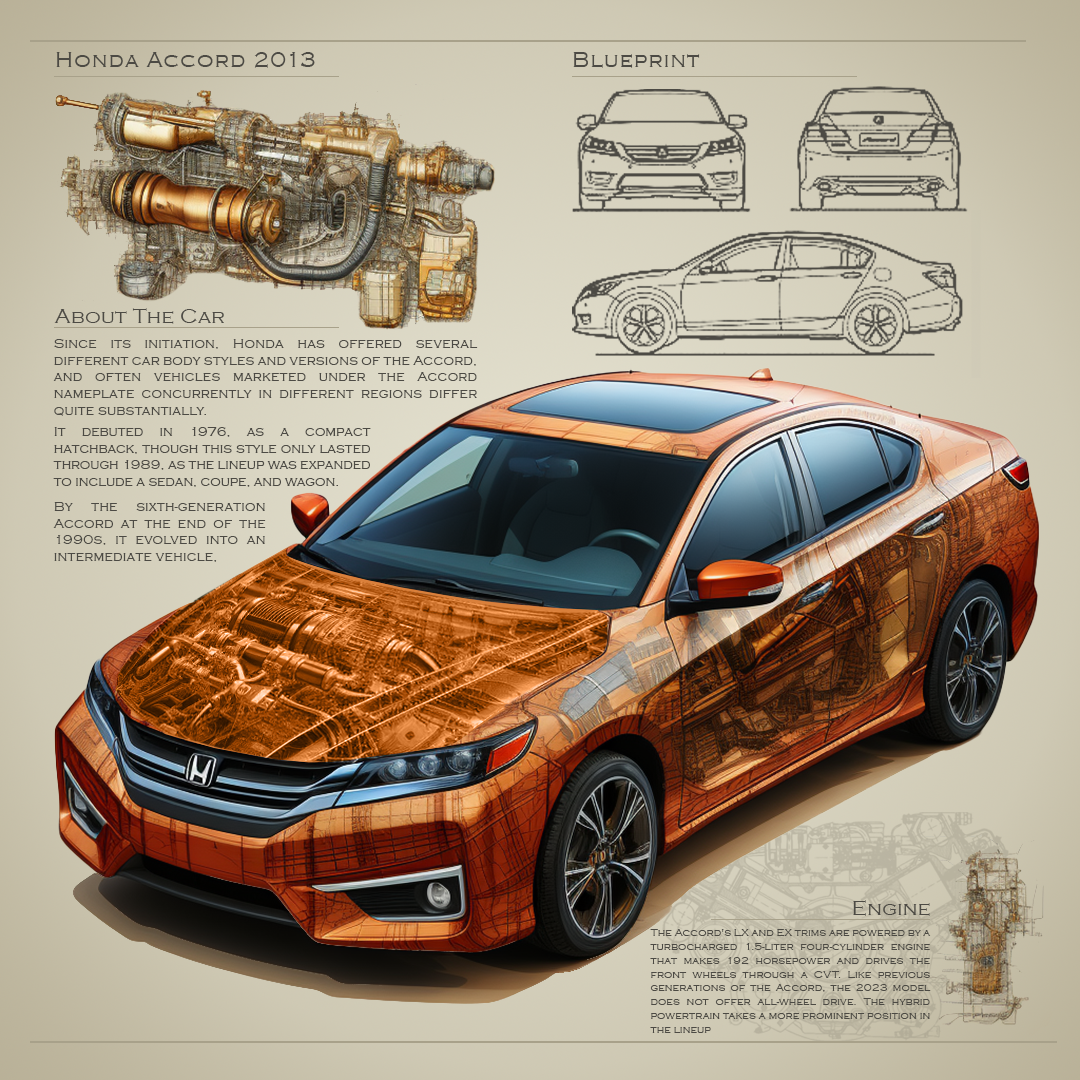 Honda Accord 2013
Blueprint
About The Car
Since its initiation, Honda has offered several
different car body styles and versions of the Accord,
and often vehicles marketed under the Accord
nameplate concurrently in different regions differ
quite substantially.
It debuted in 1976, as a compact
hatchback, though this style only lasted
through 1989, as the lineup was expanded
to include a sedan, coupe, and wagon.
By the sixth-generation
Accord at the end of the
1990s, it evolved into an
intermediate vehicle,
Engine
The Accord's LX and EX trims are powered by a
turbocharged 1.5-liter four-cylinder engine
that makes 192 horsepower and drives the
front wheels through a CVT. Like previous
generations of the Accord, the 2023 model
does not offer all-wheel drive. The hybrid
powertrain takes a more prominent position in
the lineup